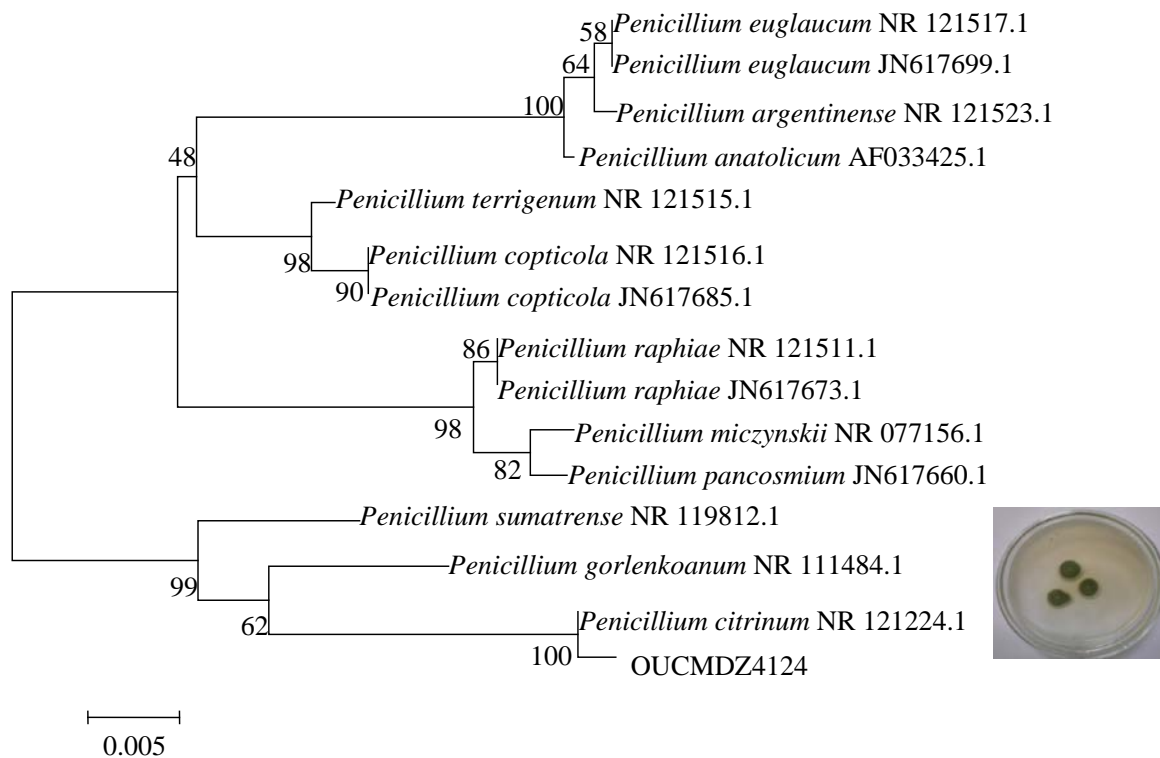 58
Penicillium euglaucum NR 121517.1
64
Penicillium euglaucum JN617699.1
100
Penicillium argentinense NR 121523.1
48
Penicillium anatolicum AF033425.1
Penicillium terrigenum NR 121515.1
98
Penicillium copticola NR 121516.1
90
Penicillium copticola JN617685.1
86
Penicillium raphiae NR 121511.1
Penicillium raphiae JN617673.1
98
Penicillium miczynskii NR 077156.1
82
Penicillium pancosmium JN617660.1
Penicillium sumatrense NR 119812.1
99
Penicillium gorlenkoanum NR 111484.1
62
Penicillium citrinum NR 121224.1
100
OUCMDZ4124
0.005